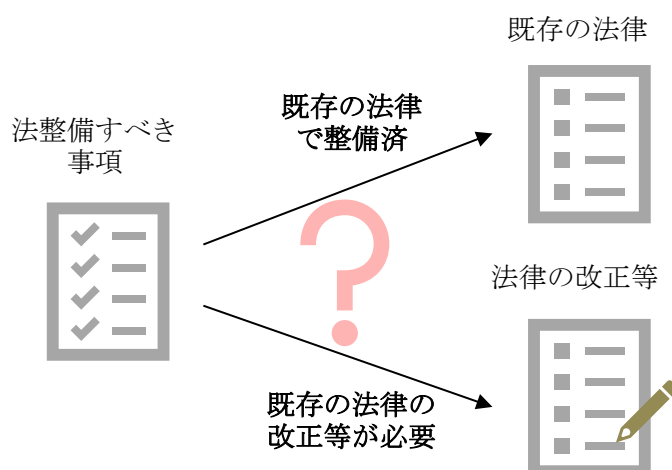 既存の法律
既存の法律
で整備済
法整備すべき
事項
法律の改正等
既存の法律の
改正等が必要